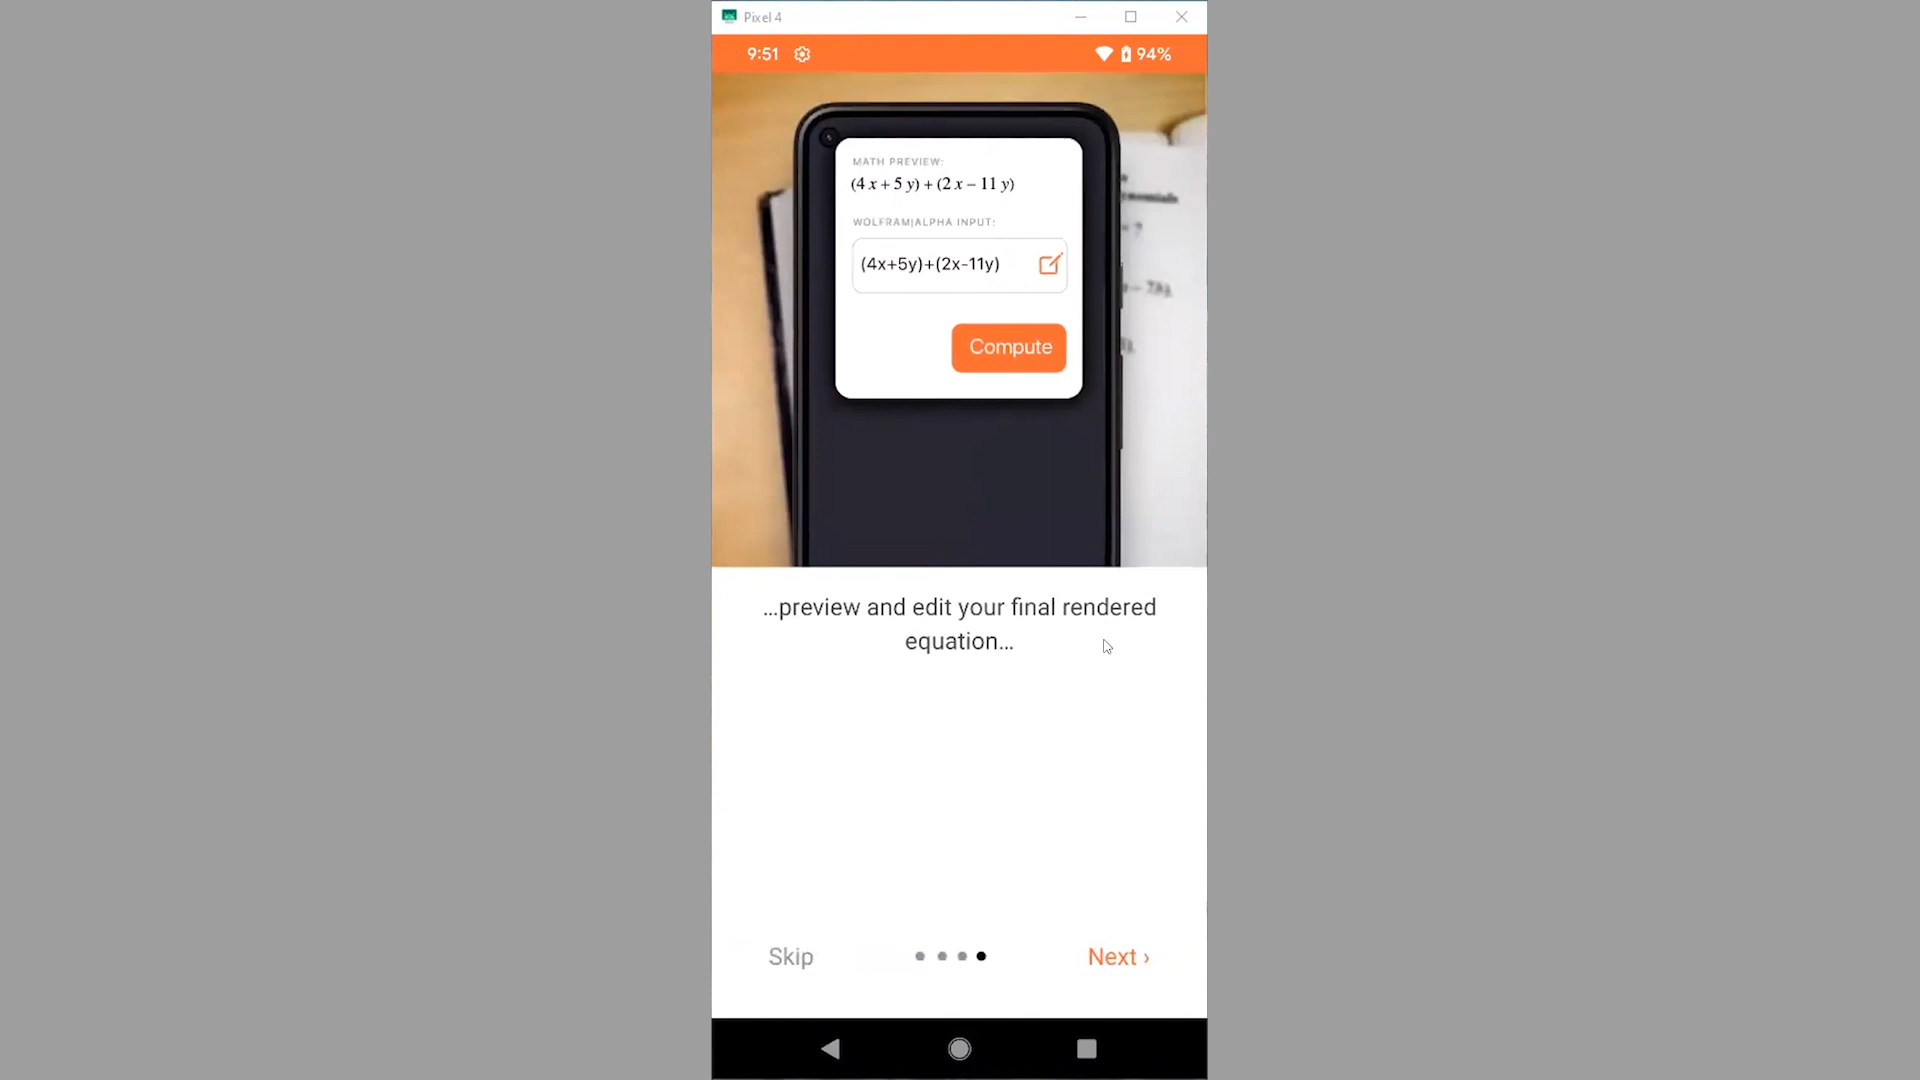 Pixel 4
9:51
94%
MATH PREVIEW:
(4 x + 5 y) + (2 x − 11 y)
WOLFRAM|ALPHA INPUT:
(4x+5y)+(2x-11y)
Compute
...preview and edit your final rendered
equation...
Skip
Next ›